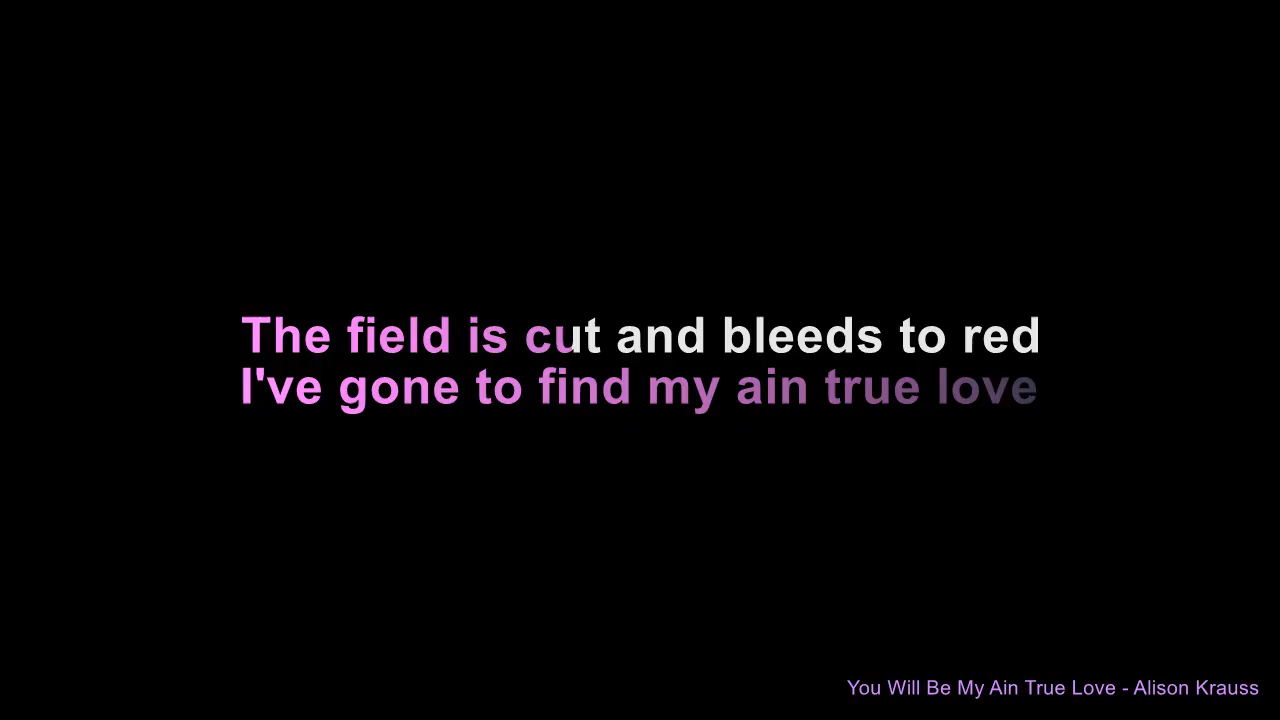 The field is cut and bleeds to red
I've gone to find my ain true love
You Will Be My Ain True Love - Alison Krauss